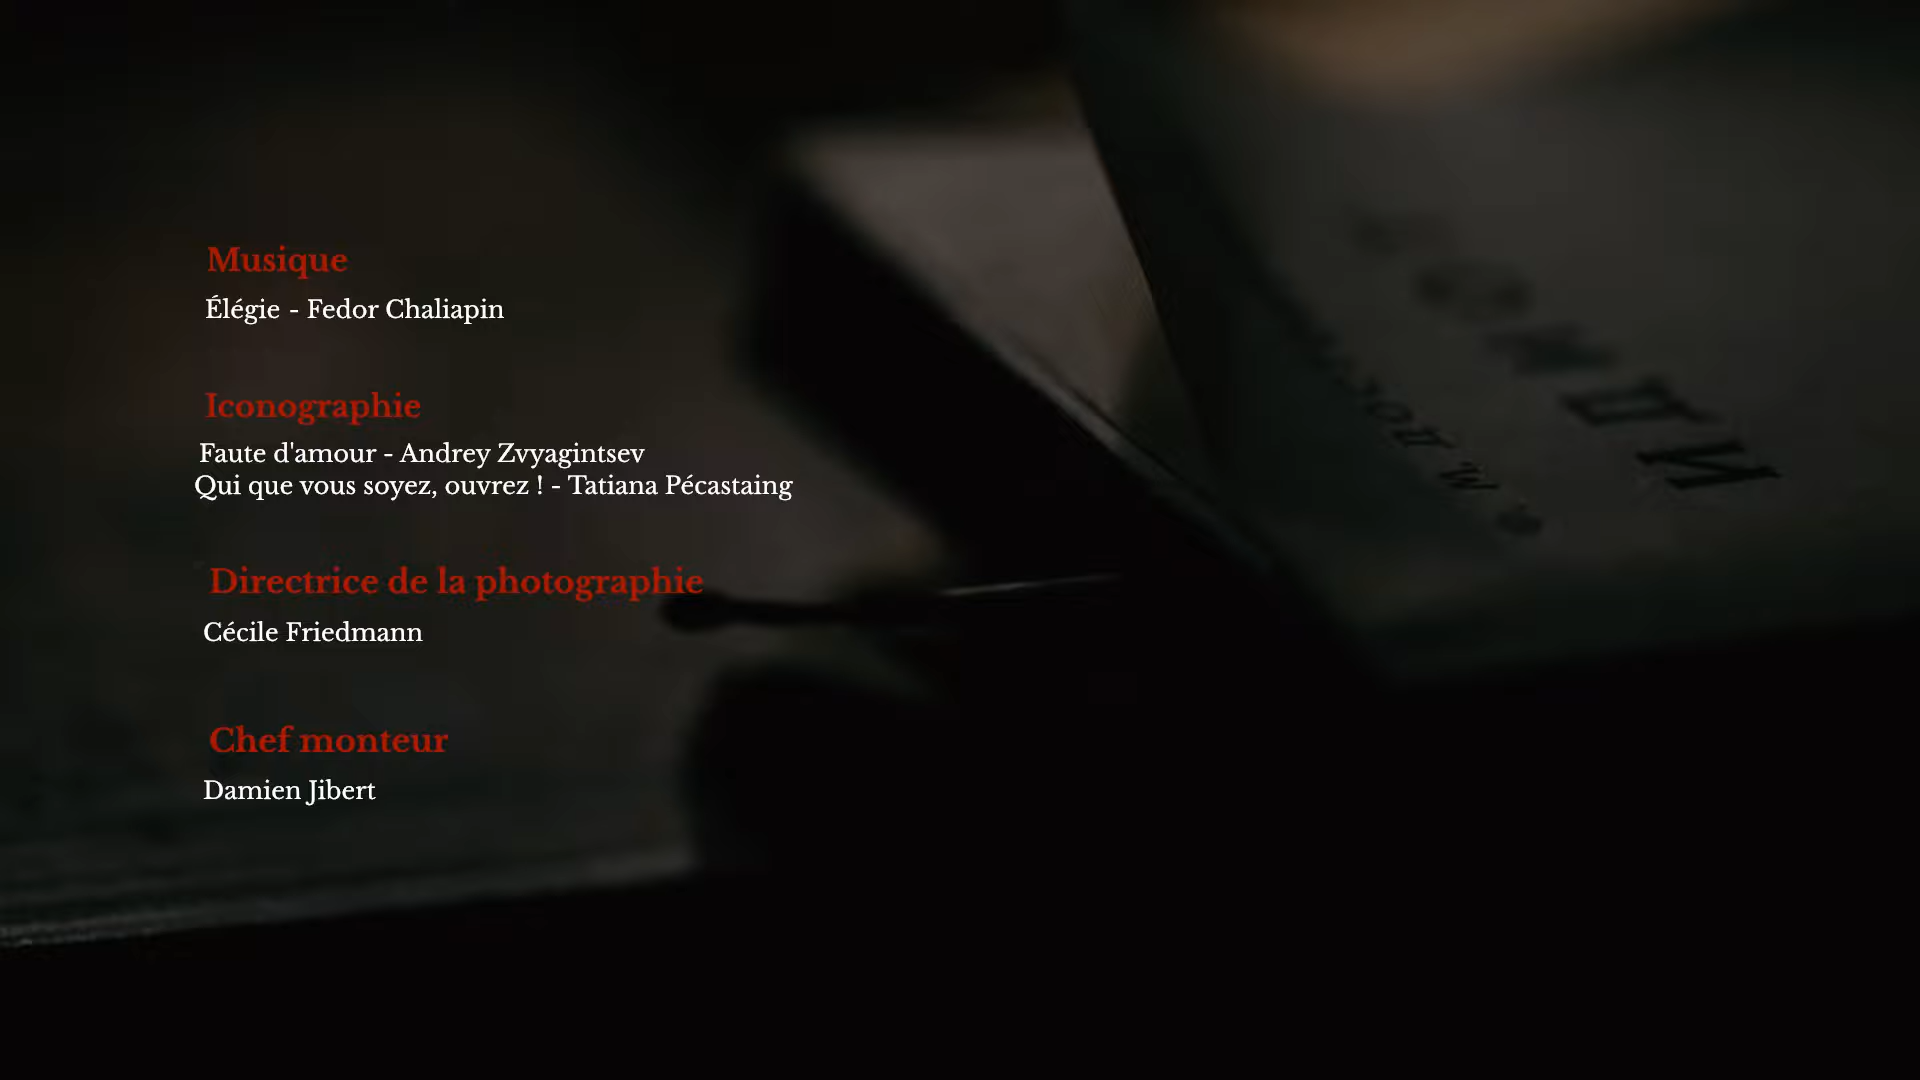 Musique
Élégie - Fedor Chaliapin
Iconographie
Faute d'amour - Andrey Zvyagintsev
Qui que vous soyez, ouvrez ! - Tatiana Pécastaing
Directrice de la photographie
Cécile Friedmann
Chef monteur
Damien Jibert